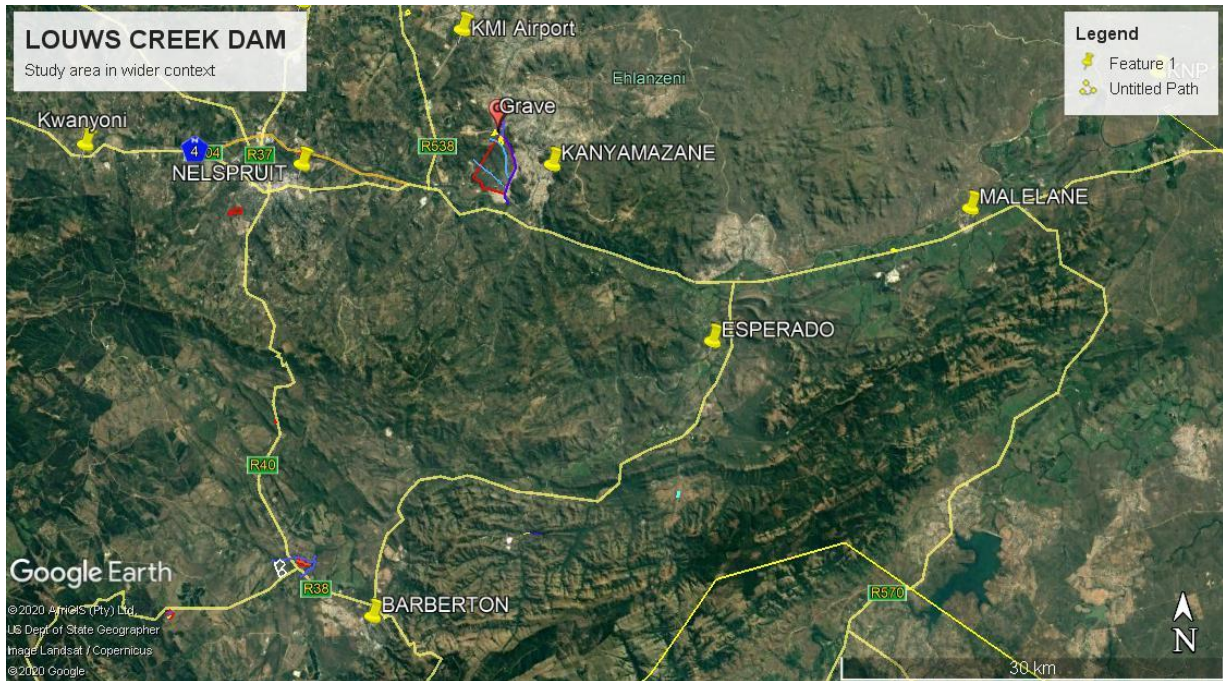 LOUWS CREEK DAM
Study area in wider context
KMI Airport
Legend
Feature 1
Untitled Path
KNP
Ehlanzeni
Grave
Kwanyoni
4
04
R37
R538
NELSPRUIT
KANYAMAZANE
MALELANE
ESPERADO
R40
Google Earth
R38
R570
BARBERTON
©2020 AfriGIS (Pty) Ltd.
US Dept of State Geographer
Image Landsat / Copernicus
©2020 Google
N
30 km